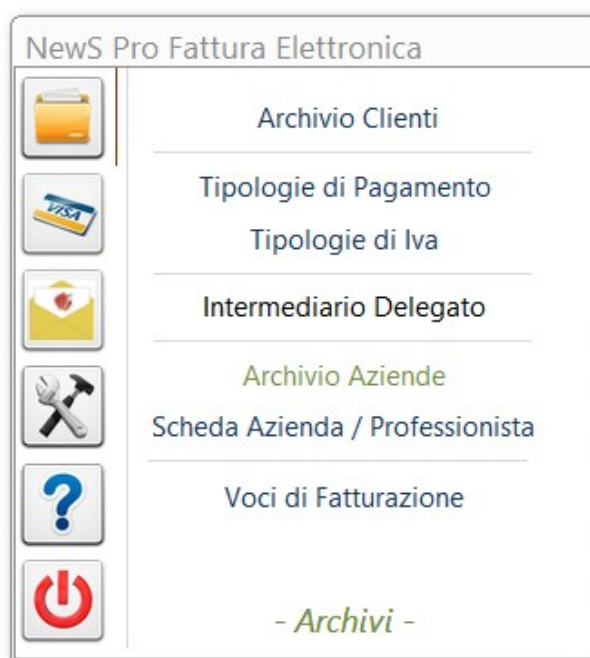 NewS Pro Fattura Elettronica
Archivio Clienti
VISA
Tipologie di Pagamento
Tipologie di Iva
Intermediario Delegato
Archivio Aziende
Scheda Azienda / Professionista
?
Voci di Fatturazione
- Archivi -